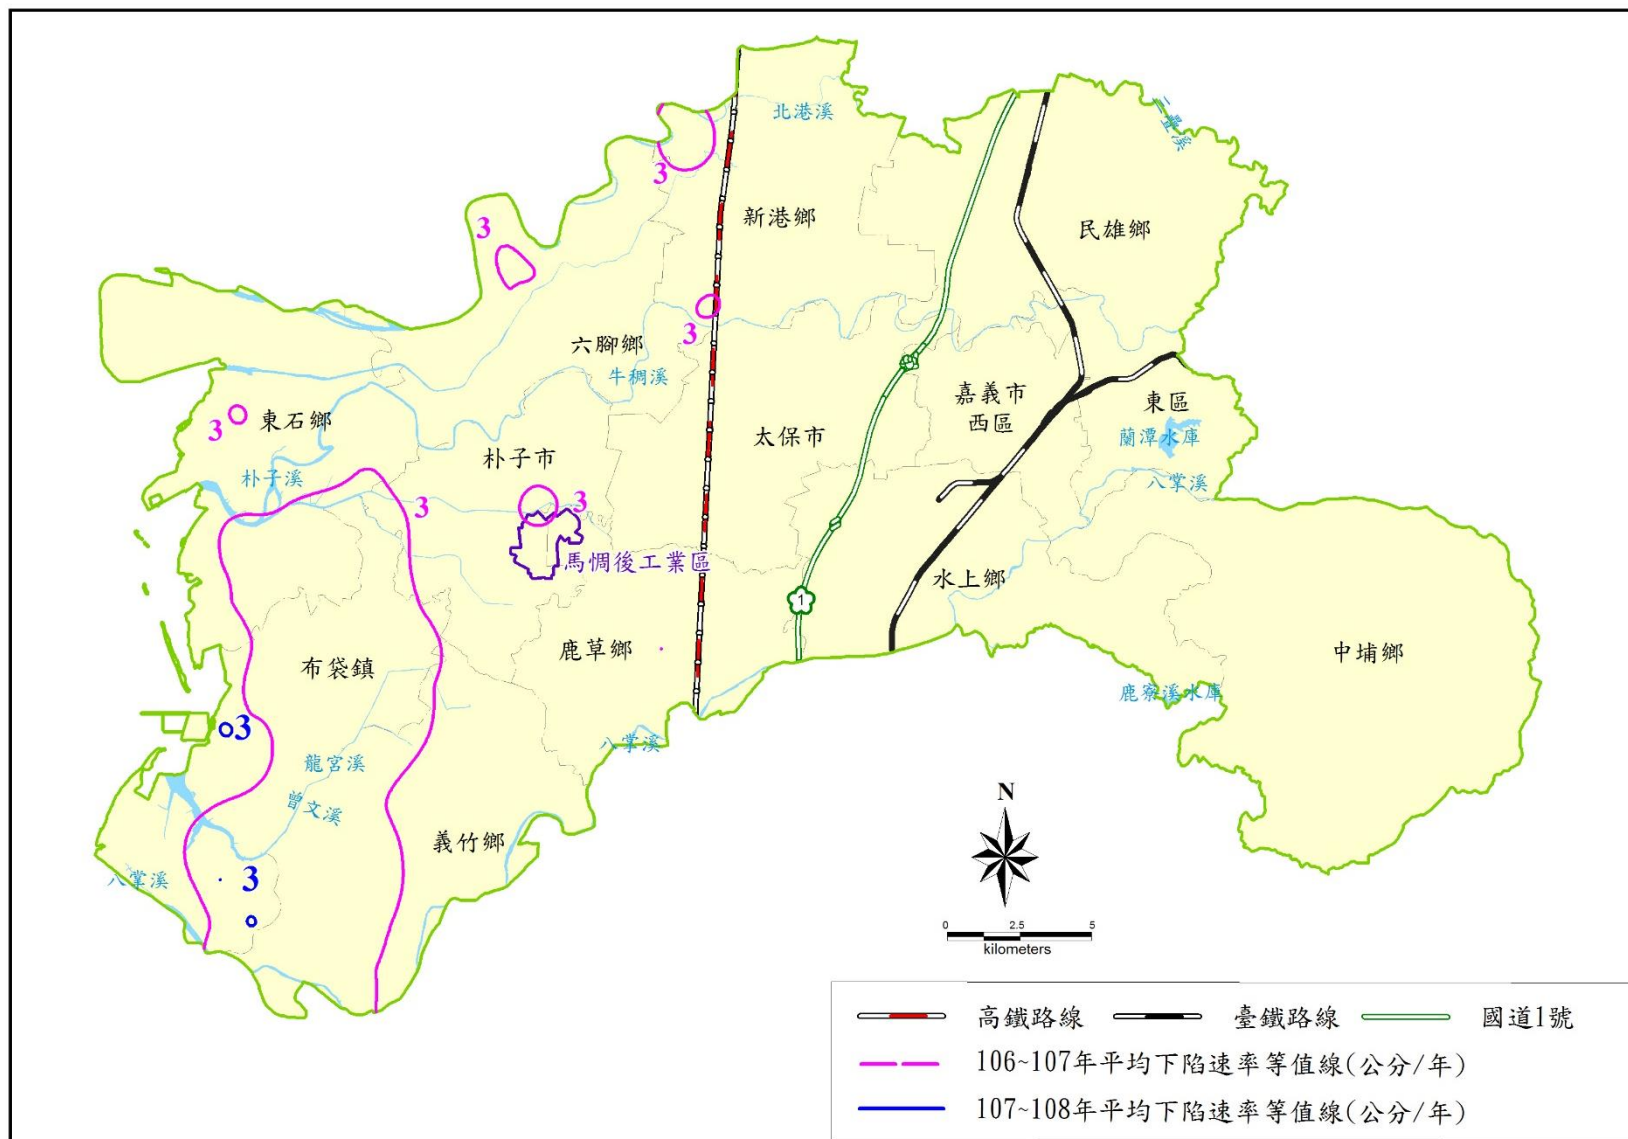 北港溪
三疊溪
3
新港鄉
民雄鄉
3
3
六腳鄉
牛稠溪
嘉義市
西區
東區
東石鄉
3
太保市
蘭潭水庫
朴子市
朴子溪
八掌溪
3
3
馬惆後工業區
水上鄉
1
鹿草鄉
布袋鎮
中埔鄉
鹿寮溪水庫
3
八掌溪
龍宮溪
曾文溪
N
義竹鄉
八掌溪
3
0 2.5 5
kilometers
高鐵路線 臺鐵路線 國道1號
106~107年平均下陷速率等值線(公分/年)
107~108年平均下陷速率等值線(公分/年)